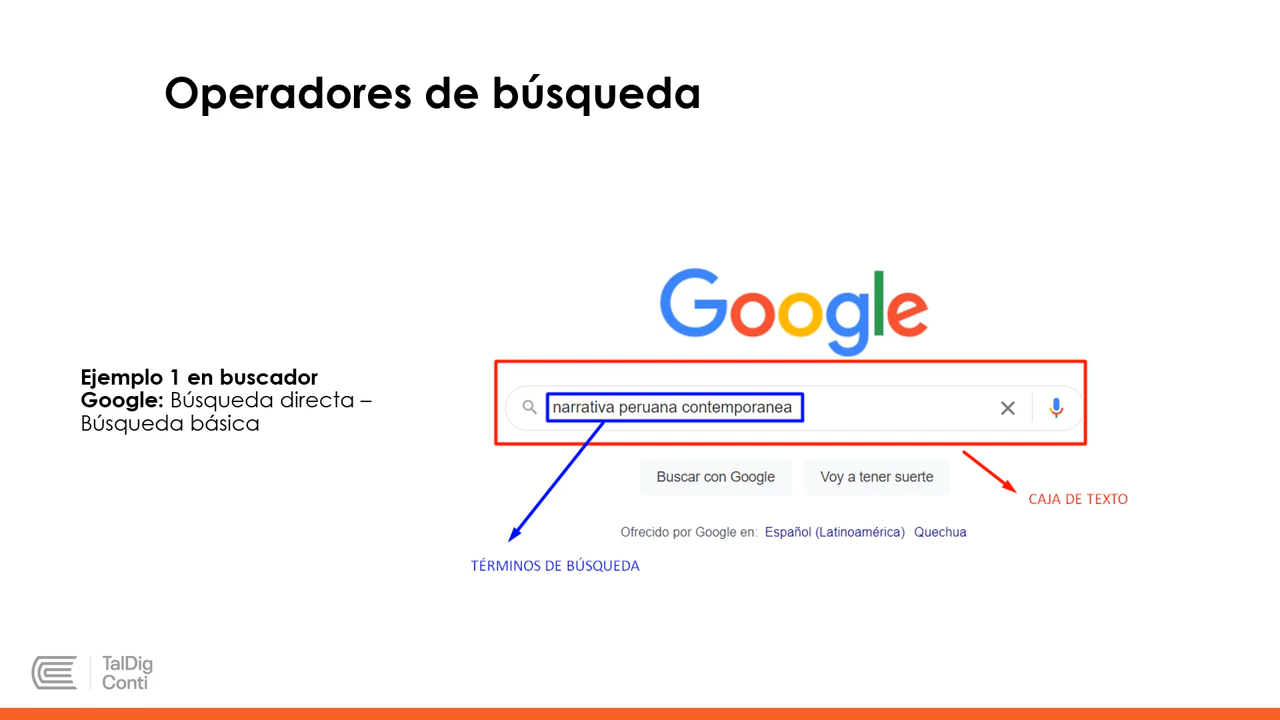 Operadores de búsqueda
Google
Ejemplo 1 en buscador
Google: Búsqueda directa –
Búsqueda básica
narrativa peruana contemporanea
Buscar con Google
Voy a tener suerte
CAJA DE TEXTO
Ofrecido por Google en: Español (Latinoamérica) Quechua
TÉRMINOS DE BÚSQUEDA
TalDig
Conti